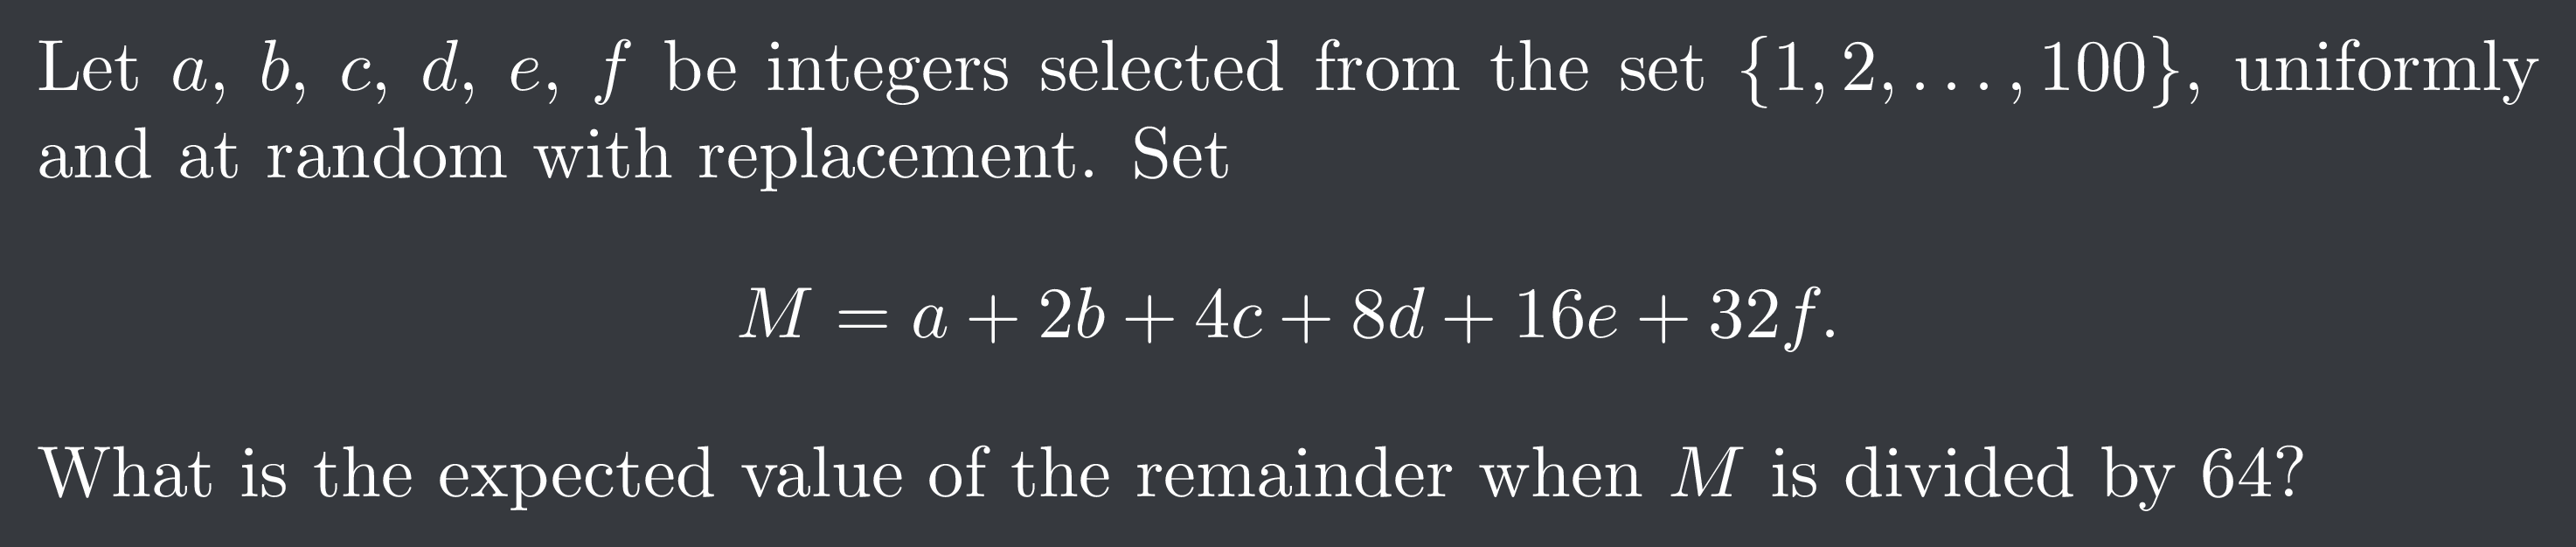 Let a, b, c, d, e, f be integers selected from the set {1, 2, . . . , 100}, uniformly
and at random with replacement. Set
M = a + 2b + 4c + 8d + 16e + 32f.
What is the expected value of the remainder when M is divided by 64?